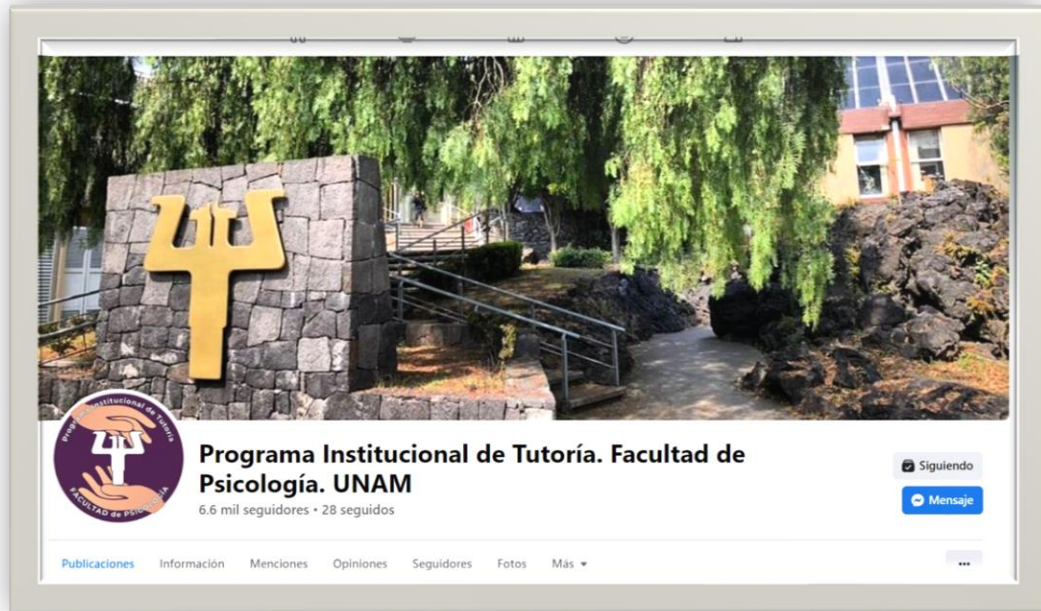 Programa Institucional de Tutoría
FACULTAD de PSICOLOGÍA
Programa Institucional de Tutoría. Facultad de
Psicología. UNAM
6.6 mil seguidores • 28 seguidos
Siguiendo
Mensaje
Publicaciones
Información
Menciones
Opiniones
Seguidores
Fotos
Más